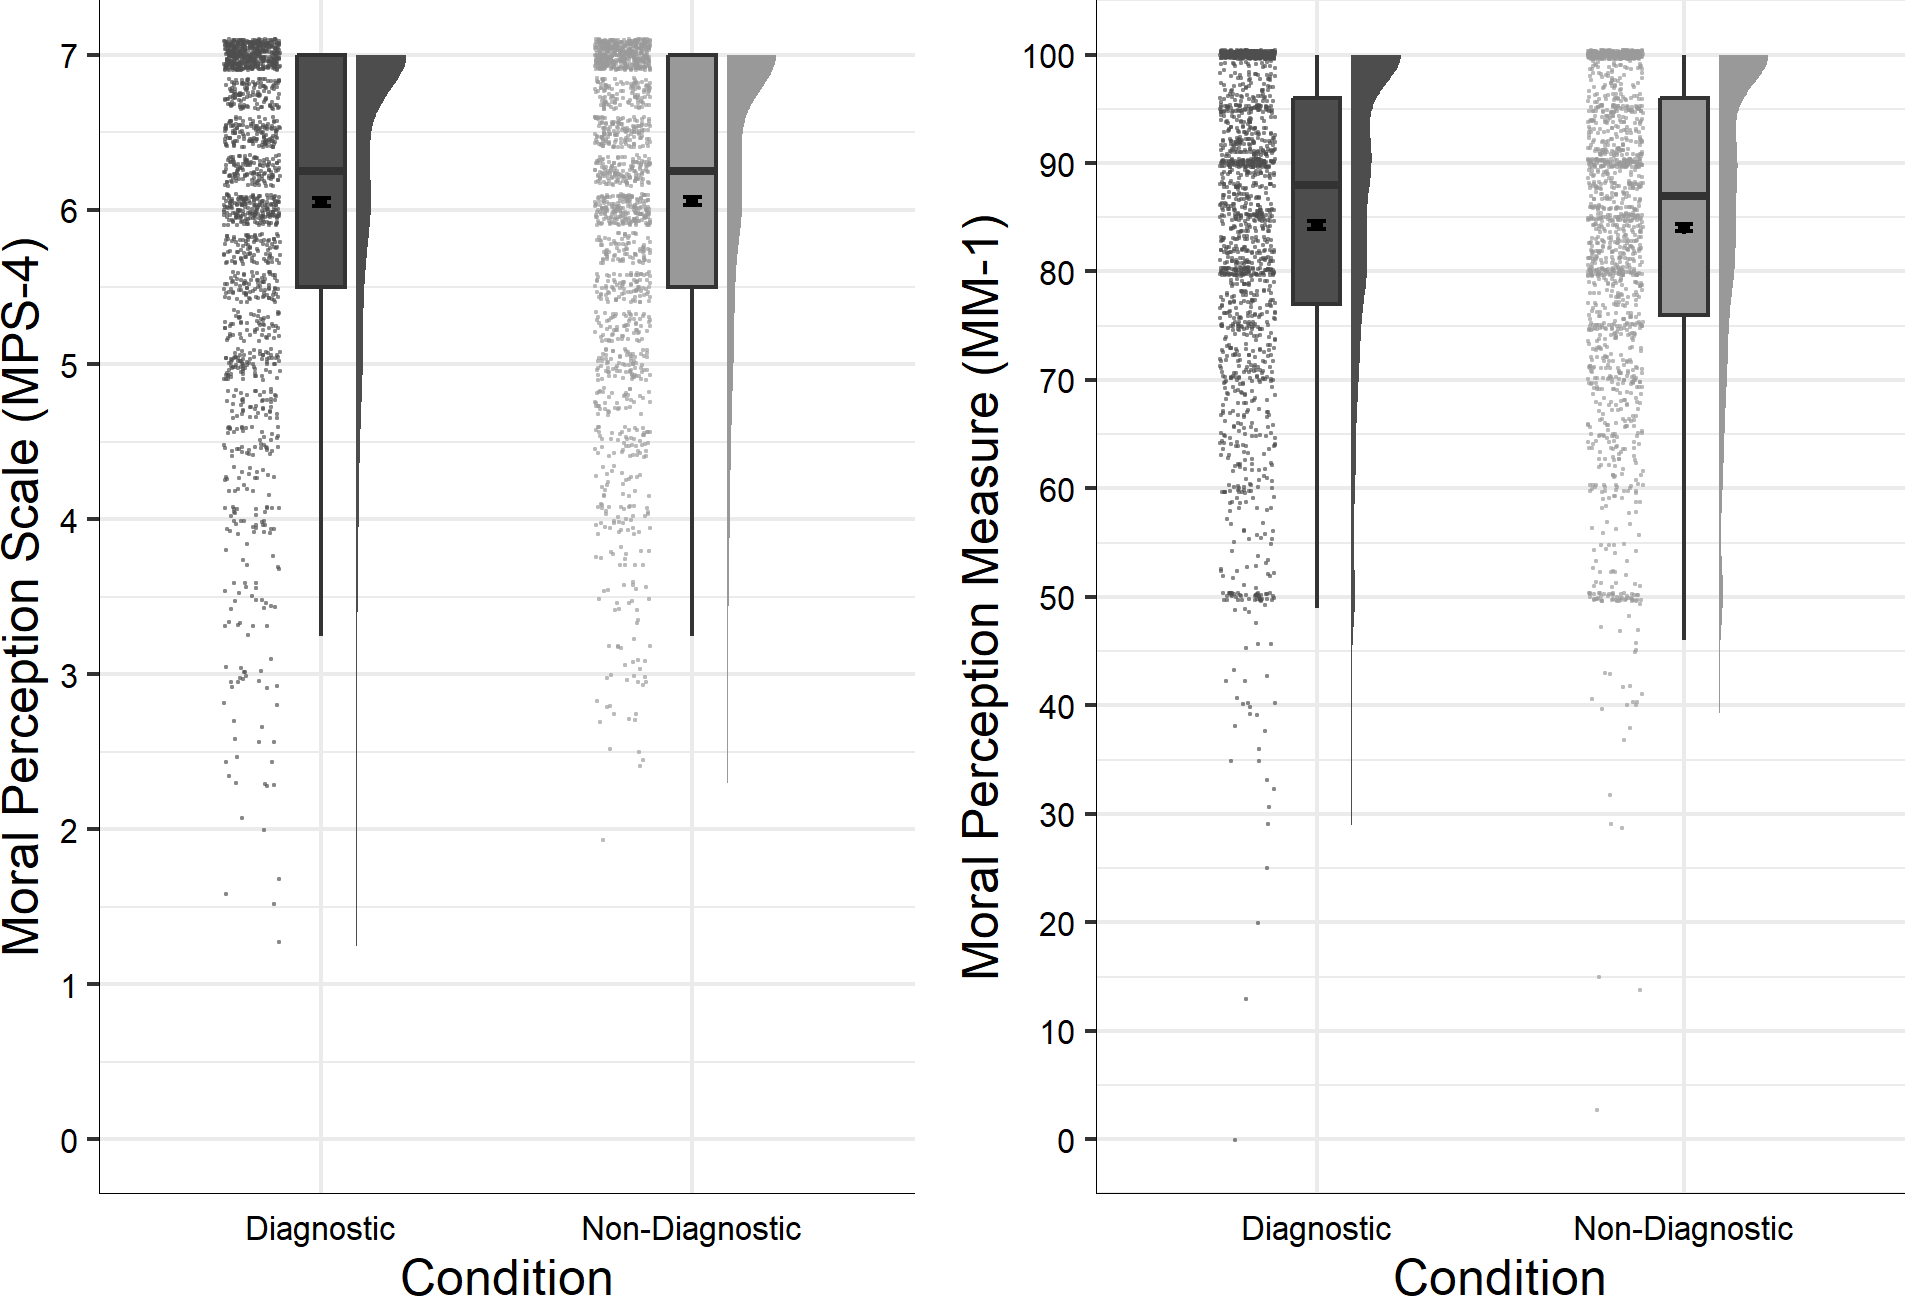 Moral Perception Scale (MPS-4)
7
6
5
4
3
2
1
0
Diagnostic
Non-Diagnostic
Condition
Moral Perception Measure (MM-1)
100
90
80
70
60
50
40
30
20
10
0
Diagnostic
Non-Diagnostic
Condition